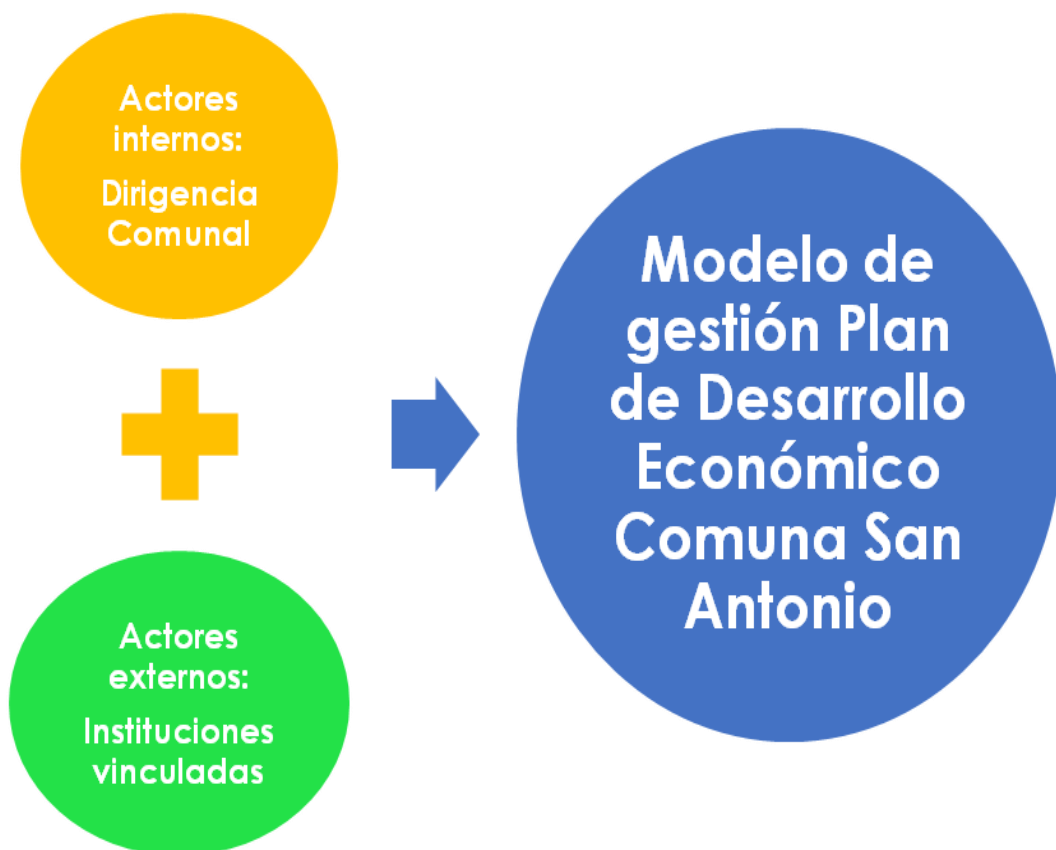 Actores
internos:
Dirigencia
Comunal
Actores
externos:
Instituciones
vinculadas
Modelo de
gestión Plan
de Desarrollo
Económico
Comuna San
Antonio